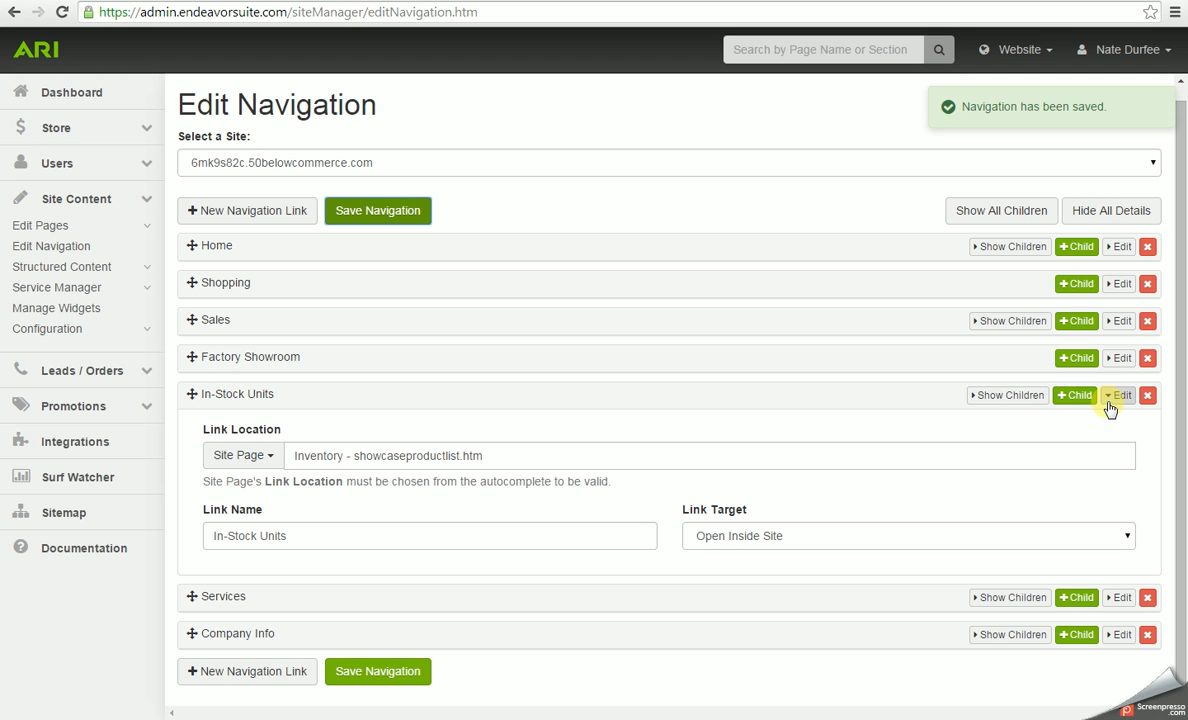 https://admin.endeavorsuite.com/siteManager/editNavigation.htm
ARI
Search by Page Name or Section
Website
Nate Durfee
Dashboard
Store
Users
Site Content
Edit Pages
Edit Navigation
Structured Content
Service Manager
Manage Widgets
Configuration
Leads / Orders
Promotions
Integrations
Surf Watcher
Sitemap
Documentation
Edit Navigation
Navigation has been saved.
Select a Site:
6mk9s82c.50belowcommerce.com
New Navigation Link Save Navigation Show All Children Hide All Details
Home Show Children Child Edit
Shopping Child Edit
Sales Show Children Child Edit
Factory Showroom Child Edit
In-Stock Units Show Children Child Edit
Link Location
Site Page Inventory - showcaseproductlist.htm
Site Page's Link Location must be chosen from the autocomplete to be valid.
Link Name Link Target
In-Stock Units Open Inside Site
Services Show Children Child Edit
Company Info Show Children Child Edit
New Navigation Link Save Navigation
Screenpresso
.com